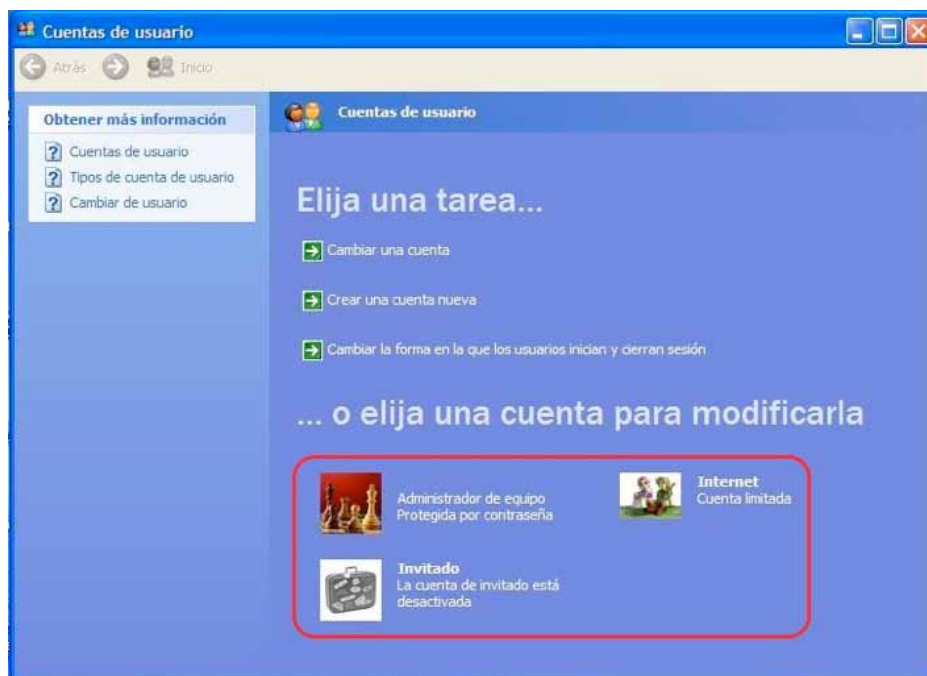 Cuentas de usuario
Atrás
Inicio
Obtener más información
Cuentas de usuario
Tipos de cuenta de usuario
Cambiar de usuario
Cuentas de usuario
Elija una tarea...
Cambiar una cuenta
Crear una cuenta nueva
Cambiar la forma en la que los usuarios inician y cierran sesión
... o elija una cuenta para modificarla
Administrador de equipo
Protegida por contraseña
Internet
Cuenta limitada
Invitado
La cuenta de invitado está
desactivada